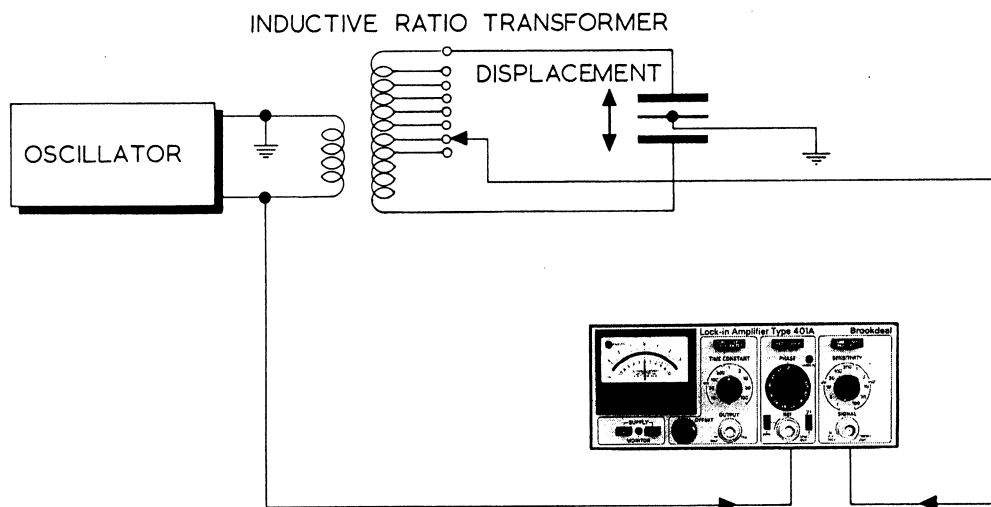 INDUCTIVE RATIO TRANSFORMER
DISPLACEMENT
OSCILLATOR
Lock-in Amplifier Type 401A Brookdeal
TIME CONSTANT PHASE SENSITIVITY
OFFSET OUTPUT REF SIGNAL
SUPPLY
MONITOR